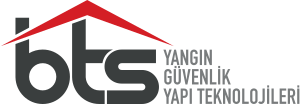 bts
YANGIN
GÜVENLİK
YAPI TEKNOLOJİLERİ